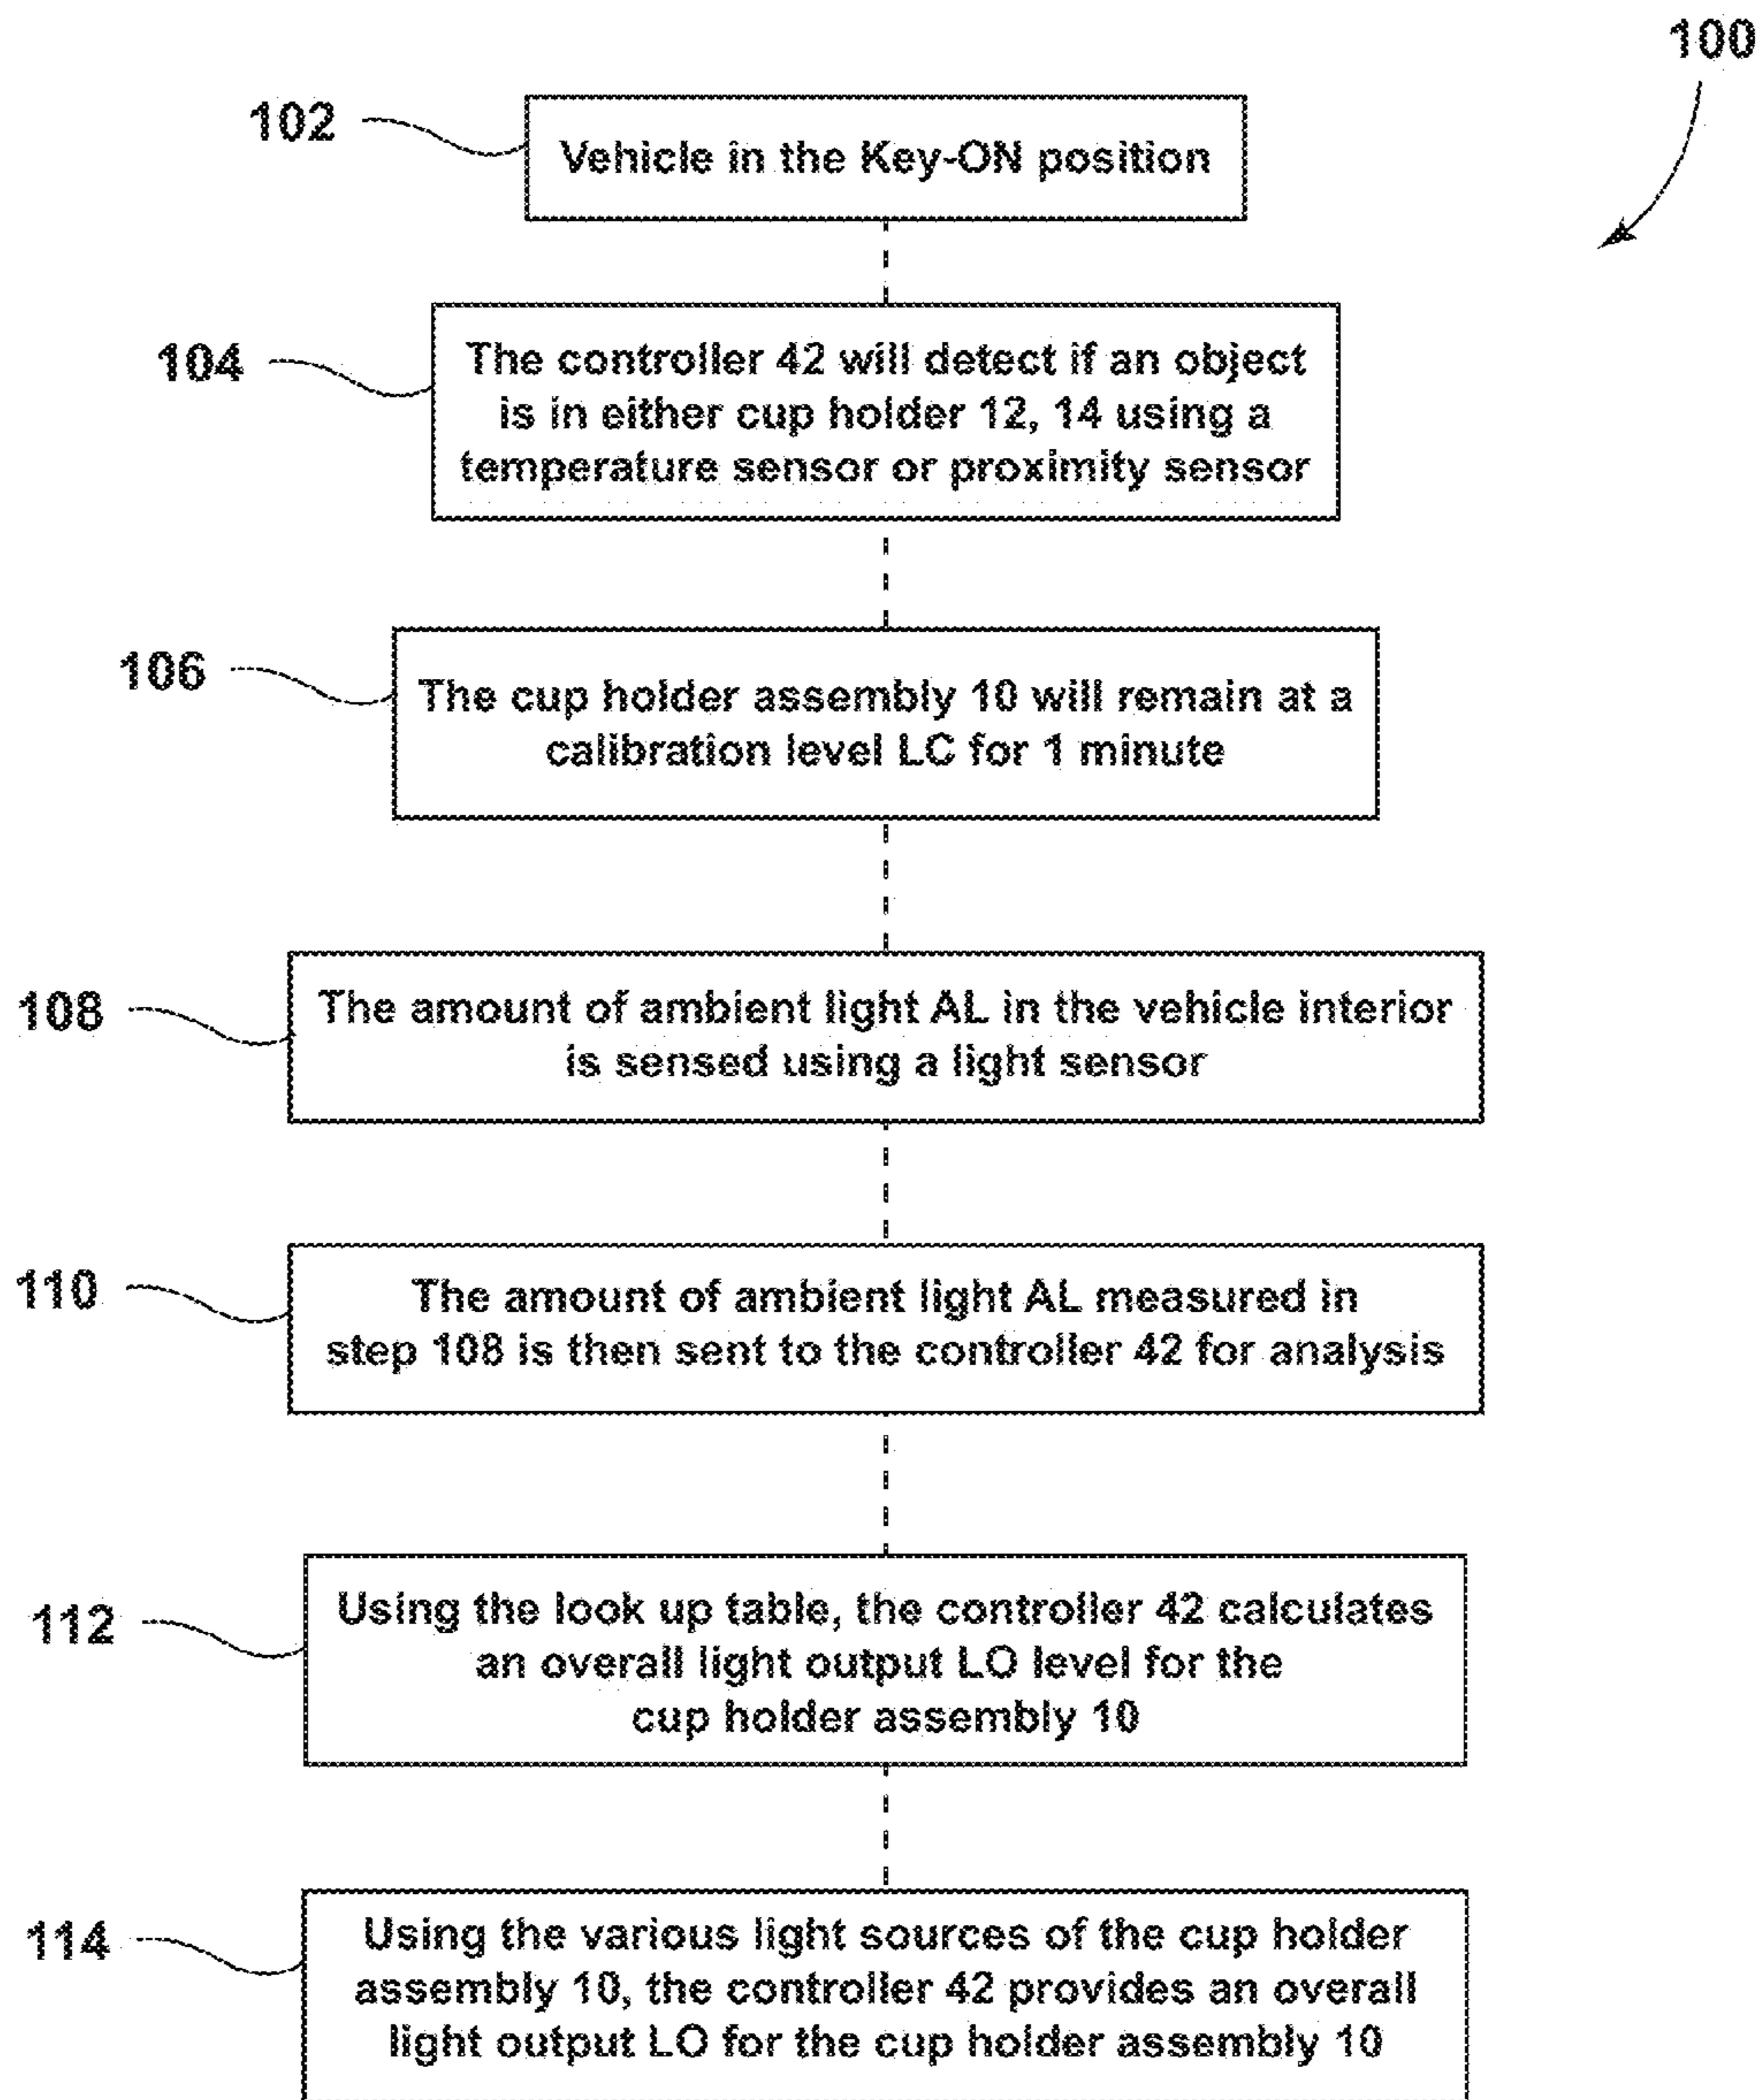 100
102
Vehicle in the Key-ON position
104
The controller 42 will detect if an object
is in either cup holder 12, 14 using a
temperature sensor or proximity sensor
106
The cup holder assembly 10 will remain at a
calibration level LC for 1 minute
108
The amount of ambient light AL in the vehicle interior
is sensed using a light sensor
110
The amount of ambient light AL measured in
step 108 is then sent to the controller 42 for analysis
112
Using the look up table, the controller 42 calculates
an overall light output LO level for the
cup holder assembly 10
114
Using the various light sources of the cup holder
assembly 10, the controller 42 provides an overall
light output LO for the cup holder assembly 10